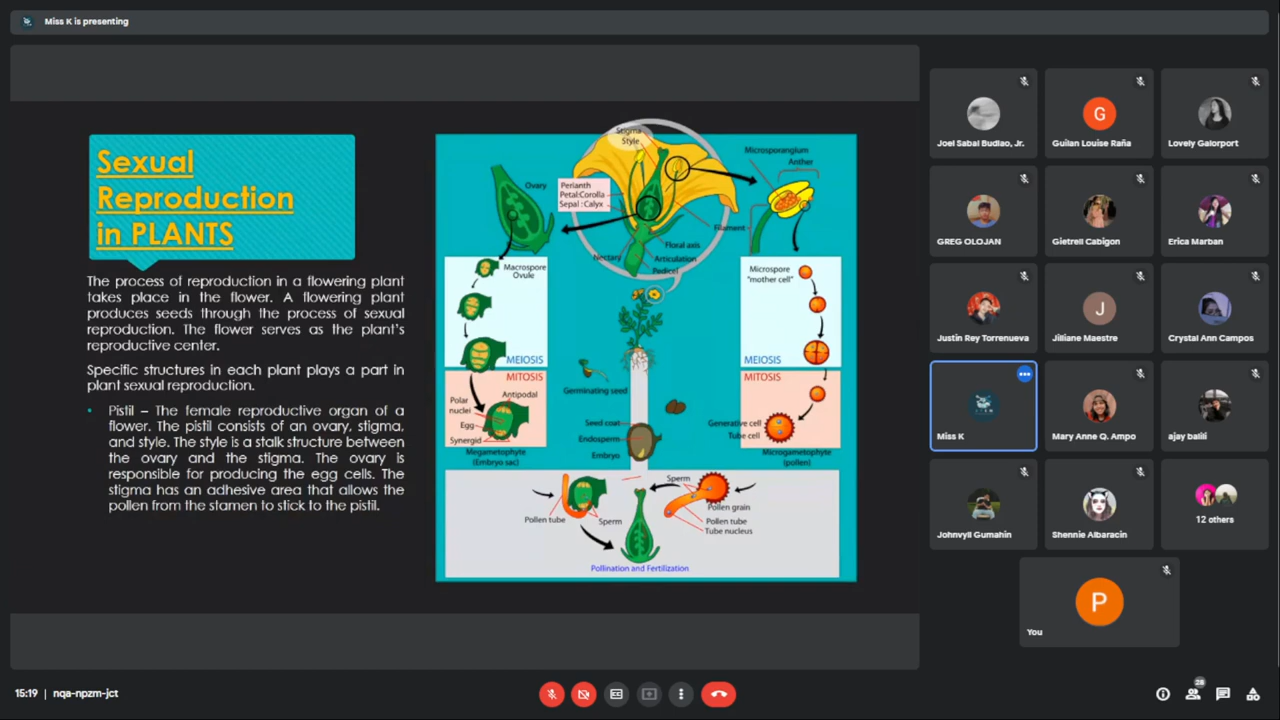 Miss K is presenting
Sexual
Reproduction
in PLANTS
The process of reproduction in a flowering plant
takes place in the flower. A flowering plant
produces seeds through the process of sexual
reproduction. The flower serves as the plant's
reproductive center.
Specific structures in each plant plays a part in
plant sexual reproduction.
• Pistil – The female reproductive organ of a
flower. The pistil consists of an ovary, stigma,
and style. The style is a stalk structure between
the ovary and the stigma. The ovary is
responsible for producing the egg cells. The
stigma has an adhesive area that allows the
pollen from the stamen to stick to the pistil.
Stigma
Style
Microsporangium
Anther
Ovary
Perianth
Petal:Corolla
Sepal :Calyx
Filament
Floral axis
Nectary
Articulation
Pedicel
Macrospore
Ovule
MEIOSIS
Microspore
"mother cell"
MEIOSIS
MITOSIS
Polar
nuclei
Antipodal
Egg
Synergid
Megametophyte
(Embryo sac)
Germinating seed
Seed coat
Endosperm
Embryo
MITOSIS
Generative cell
Tube cell
Microgametophyte
(pollen)
Pollen tube
Sperm
Sperm
Pollen grain
Pollen tube
Tube nucleus
Pollination and Fertilization
Joel Sabal Budlao, Jr.
G
Guilan Louise Raña
Lovely Galorport
GREG OLOJAN
Gietrell Cabigon
Erica Marban
Justin Rey Torrenueva
J
Jilliane Maestre
Crystal Ann Campos
Miss K
Mary Anne Q. Ampo
ajay balili
Johnvyll Gumahin
Shennie Albaracin
12 others
P
You
15:19 | nqa-npzm-jct
28